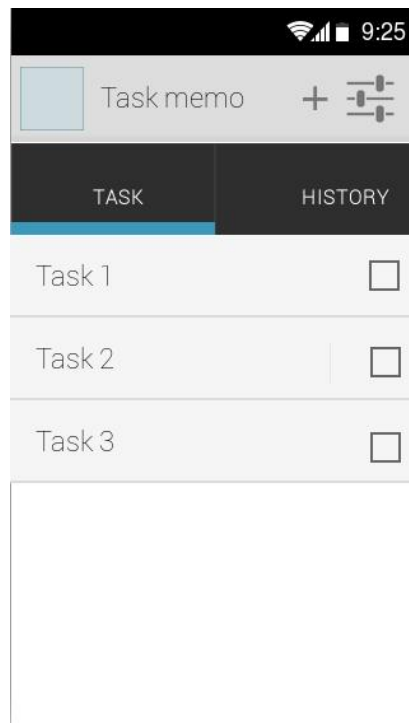 9:25
Task memo
TASK HISTORY
Task 1
Task 2
Task 3